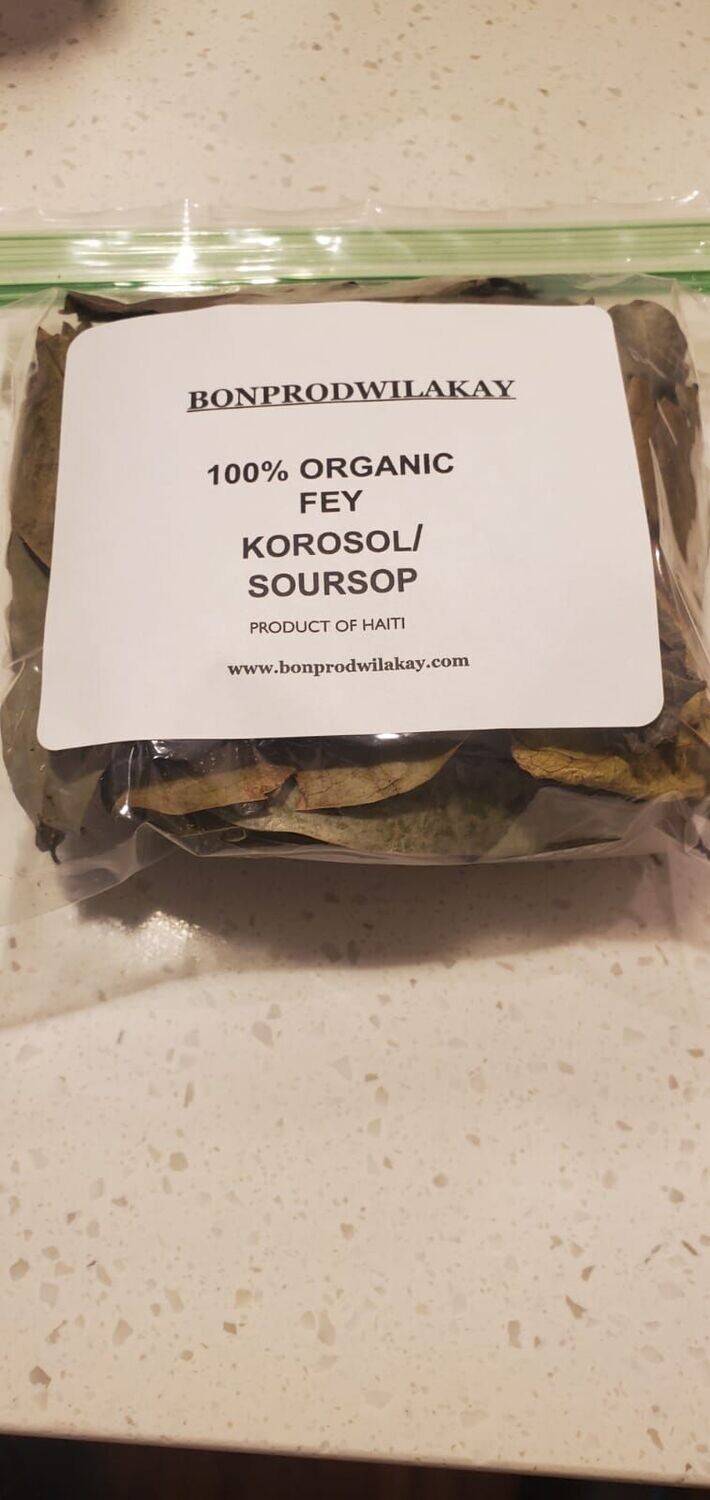 BONPRODWILAKAY
100% ORGANIC
FEY
KOROSOL/
SOURSOP
PRODUCT OF HAITI
www.bonprodwilakay.com